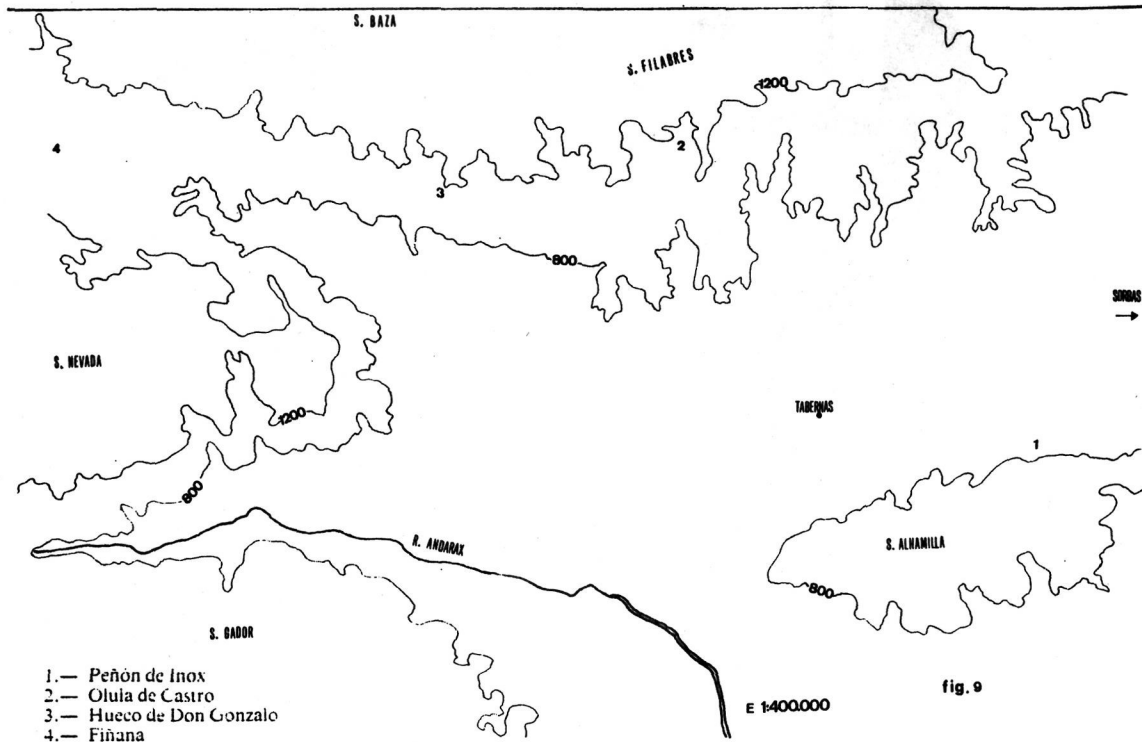 S. BAZA
S. FILABRES
1200
4
2
3
800
SORBAS
S. NEVADA
TABERNAS
1200
1
800
R. ANDARAX
S. ALHAMILLA
800
S. GADOR
1.— Peñón de Inox
2.— Olula de Castro
3.— Hueco de Don Gonzalo
4.— Fiñana
E 1:400.000
fig. 9